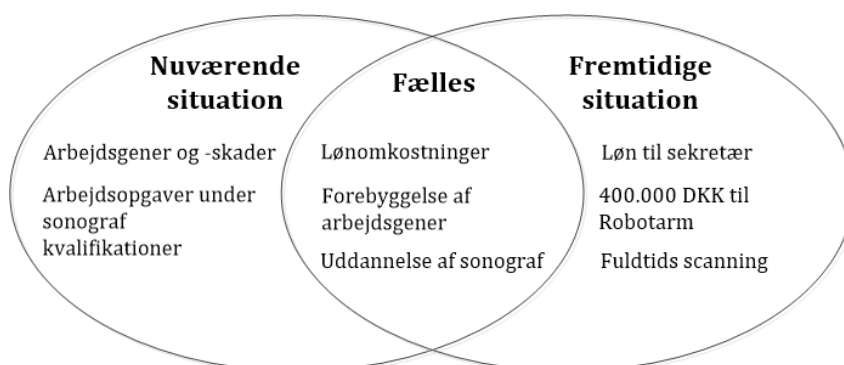 Nuværende
situation
Arbejdsgener og -skader
Arbejdsopgaver under
sonograf
kvalifikationer
Fælles
Lønomkostninger
Forebyggelse af
arbejdsgener
Uddannelse af sonograf
Fremtidige
situation
Løn til sekretær
400.000 DKK til
Robotarm
Fuldtids scanning